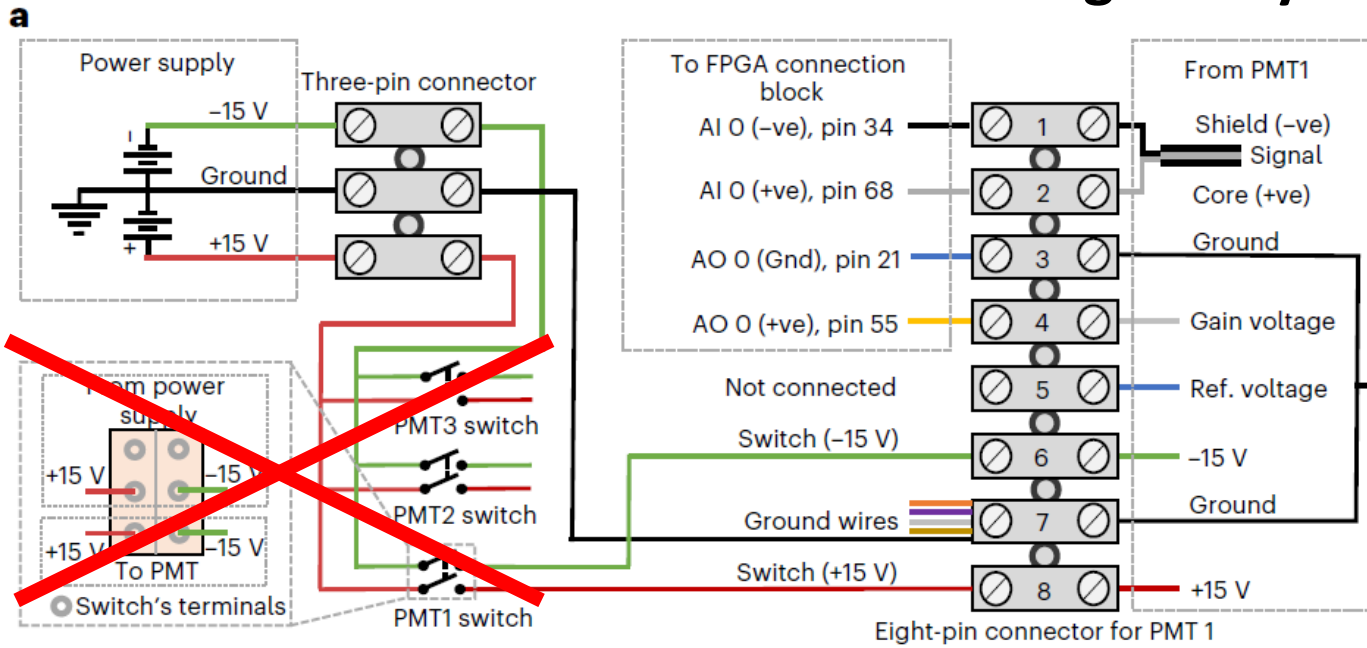 a
Power supply
–15 V
Ground
+15 V
Three-pin connector
To FPGA connection
block
AI 0 (–ve), pin 34
AI 0 (+ve), pin 68
AO 0 (Gnd), pin 21
AO 0 (+ve), pin 55
Not connected
Switch (–15 V)
Ground wires
Switch (+15 V)
1
2
3
4
5
6
7
8
Eight-pin connector for PMT 1
From PMT1
Shield (–ve)
Signal
Core (+ve)
Ground
Gain voltage
Ref. voltage
–15 V
Ground
+15 V
PMT3 switch
PMT2 switch
PMT1 switch
From power
supply
+15 V
–15 V
+15 V
–15 V
To PMT
Switch's terminals